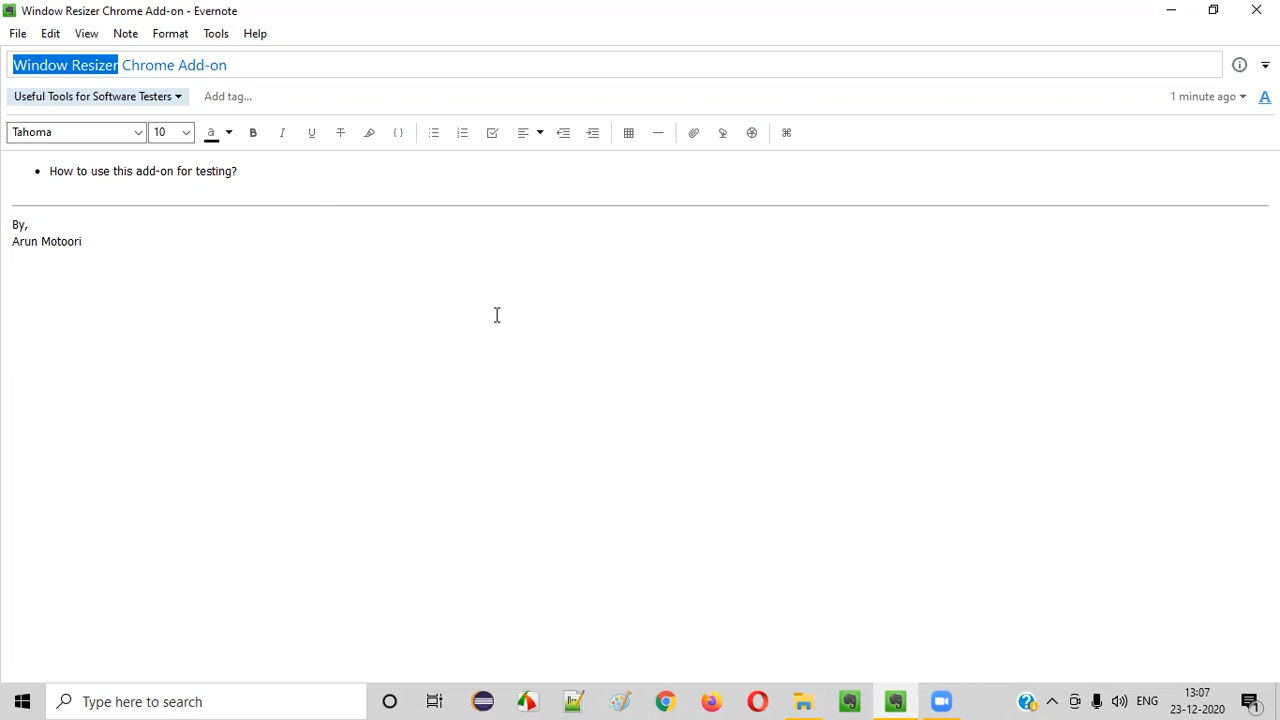 Window Resizer Chrome Add-on - Evernote
File Edit View Note Format Tools Help
Window Resizer Chrome Add-on
Useful Tools for Software Testers Add tag... 1 minute ago
Tahoma 10
How to use this add-on for testing?
By,
Arun Motoori
Type here to search
ENG
13:07
23-12-2020